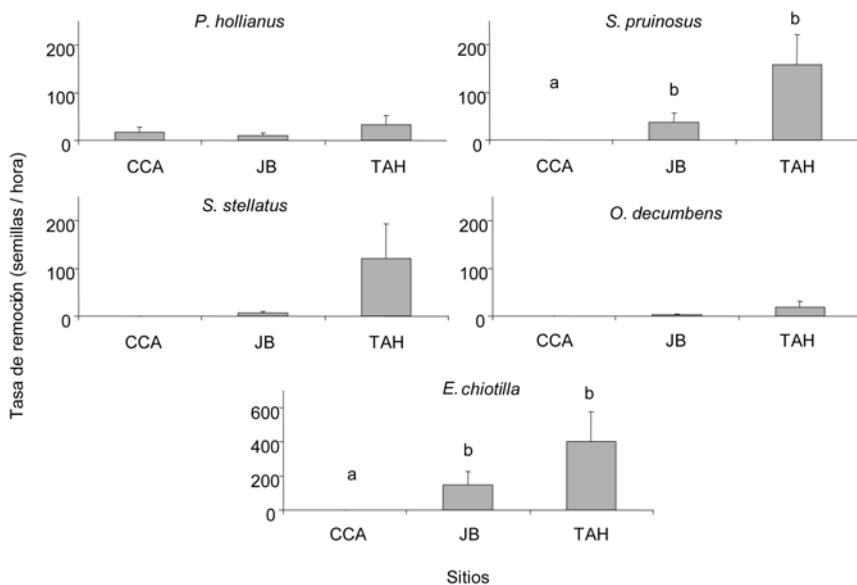 P. hollianus
200
100
0
CCA JB TAH
S. pruinosus
200
100
0
a b b
CCA JB TAH
S. stellatus
200
100
0
CCA JB TAH
O. decumbens
200
100
0
CCA JB TAH
E. chiotilla
600
400
200
0
a b b
CCA JB TAH
Tasa de remoción (semillas / hora)
Sitios